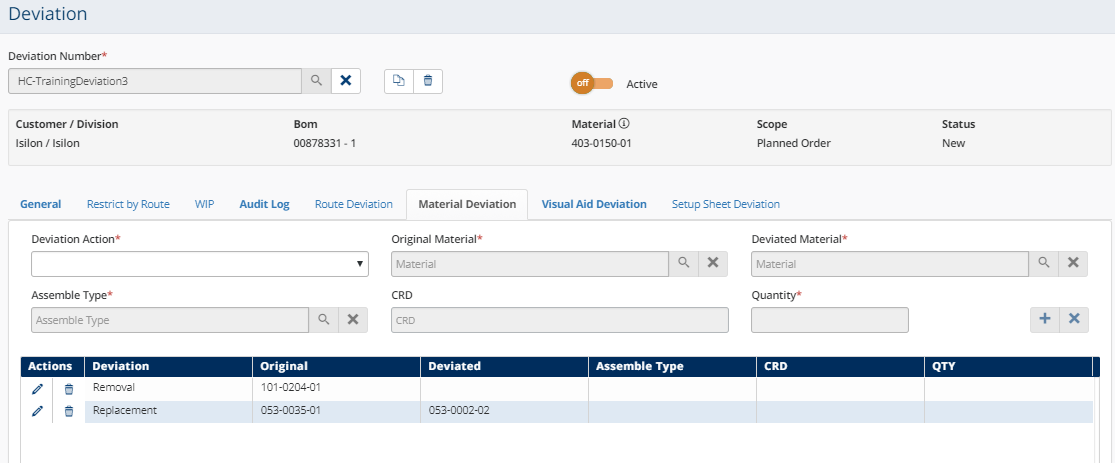 Deviation
Deviation Number*
HC-TrainingDeviation3
off Active
Customer / Division Bom Material Scope Status
Isilon / Isilon 00878331 - 1 403-0150-01 Planned Order New
General Restrict by Route WIP Audit Log Route Deviation Material Deviation Visual Aid Deviation Setup Sheet Deviation
Deviation Action* Original Material* Deviated Material*
Material Material
Assemble Type* CRD Quantity*
Assemble Type CRD
Actions Deviation Original Deviated Assemble Type CRD QTY
Removal 101-0204-01
Replacement 053-0035-01 053-0002-02